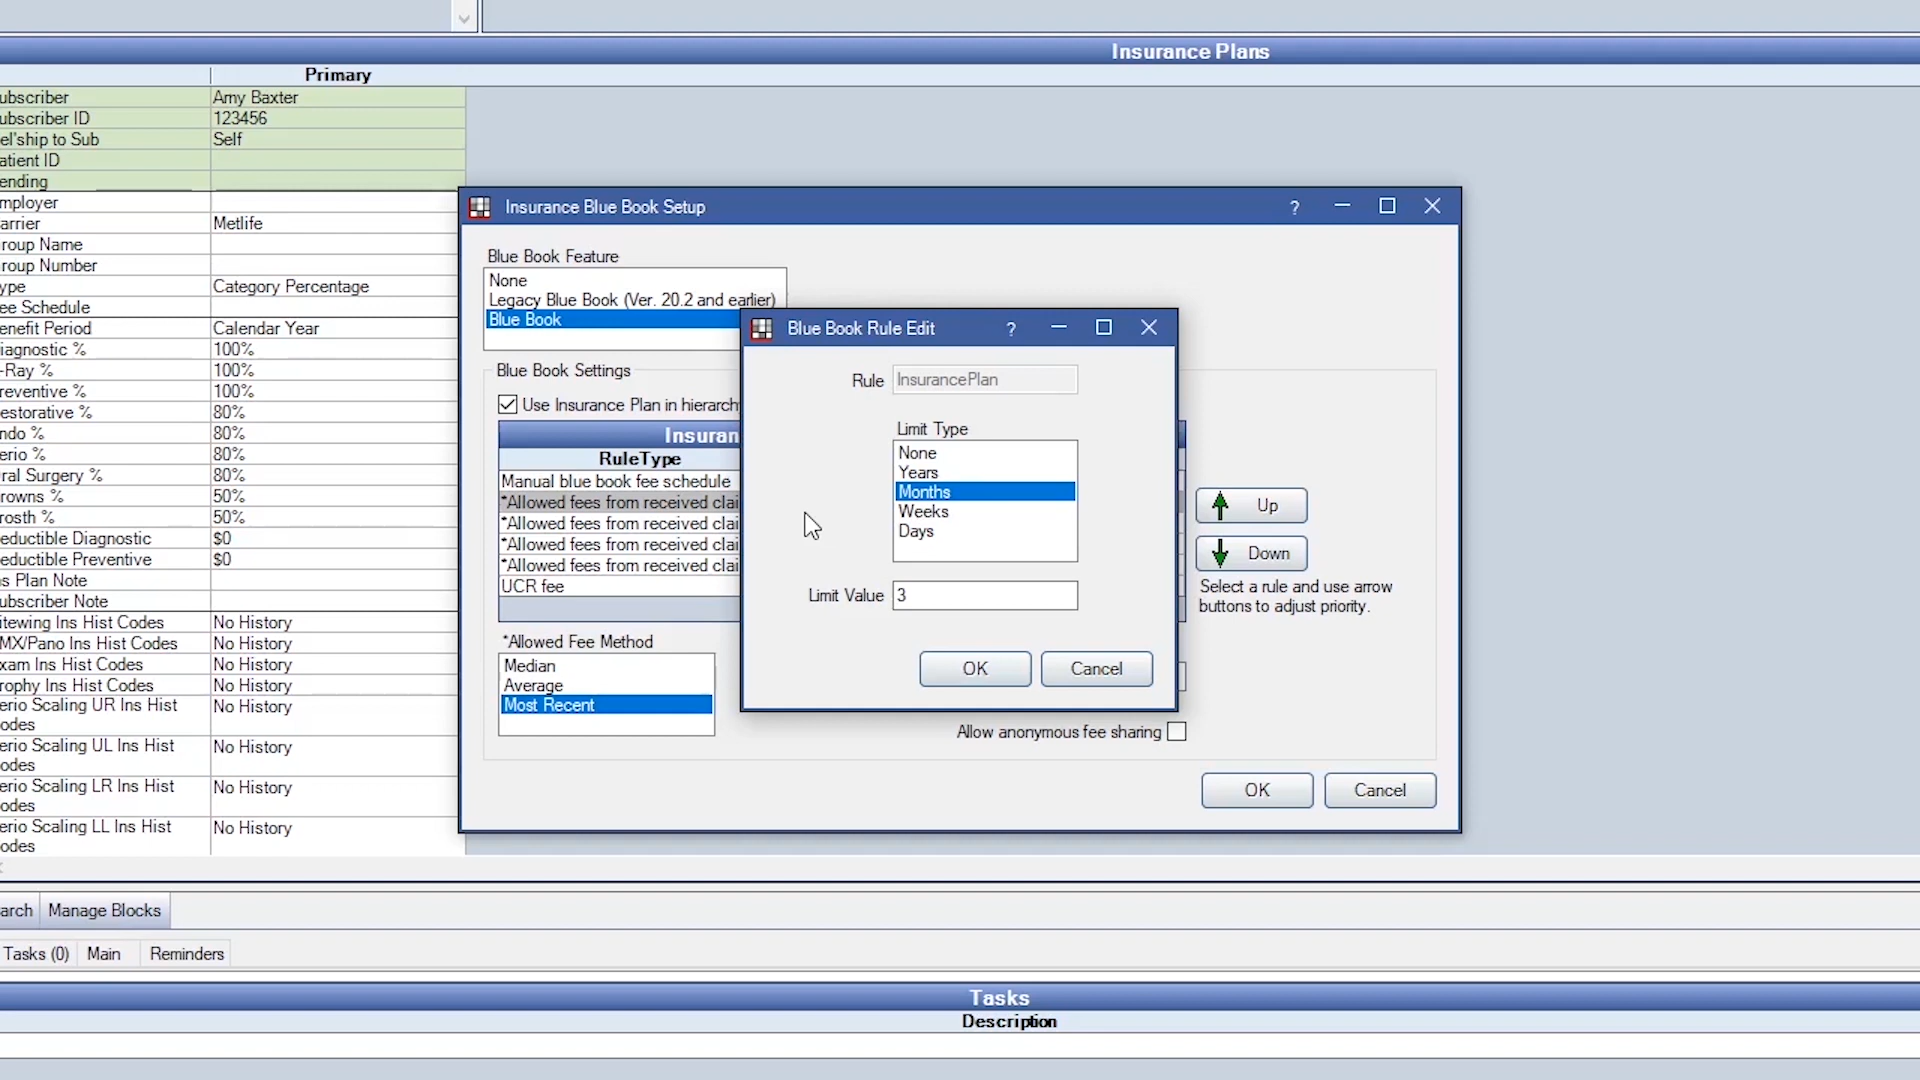 Insurance Plans
Primary
ubscriber Amy Baxter
ubscriber ID 123456
el'ship to Sub Self
atient ID
ending
mployer
arrier Metlife
roup Name
roup Number
ype Category Percentage
ee Schedule
enefit Period Calendar Year
iagnostic % 100%
-Ray % 100%
reventive % 100%
estorative % 80%
ndo % 80%
erio % 80%
ral Surgery % 80%
rowns % 50%
rosth % 50%
eductible Diagnostic $0
eductible Preventive $0
s Plan Note
ubscriber Note
itewing Ins Hist Codes No History
MX/Pano Ins Hist Codes No History
xam Ins Hist Codes No History
rophy Ins Hist Codes No History
erio Scaling UR Ins Hist No History
odes
erio Scaling UL Ins Hist No History
odes
erio Scaling LR Ins Hist No History
odes
erio Scaling LL Ins Hist No History
odes
Insurance Blue Book Setup ?
Blue Book Feature
None
Legacy Blue Book (Ver. 20.2 and earlier)
Blue Book
Blue Book Settings
Use Insurance Plan in hierarchy
Insuran
RuleType
Manual blue book fee schedule
*Allowed fees from received clai
*Allowed fees from received clai
*Allowed fees from received clai
*Allowed fees from received clai
UCR fee
*Allowed Fee Method
Median
Average
Most Recent
Up
Down
Select a rule and use arrow
buttons to adjust priority.
Allow anonymous fee sharing
OK Cancel
Blue Book Rule Edit ?
Rule InsurancePlan
Limit Type
None
Years
Months
Weeks
Days
Limit Value 3
OK Cancel
arch Manage Blocks
Tasks (0) Main Reminders
Tasks
Description